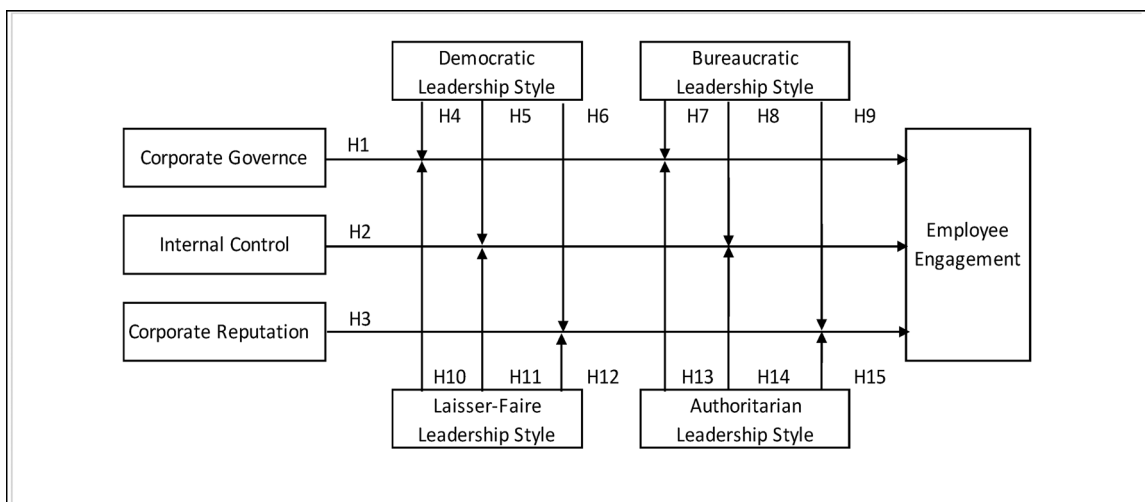 Democratic
Leadership Style
Bureaucratic
Leadership Style
H4
H5
H6
H7
H8
H9
Corporate Governce
H1
Internal Control
H2
Employee
Engagement
Corporate Reputation
H3
H10
H11
H12
H13
H14
H15
Laisser-Faire
Leadership Style
Authoritarian
Leadership Style